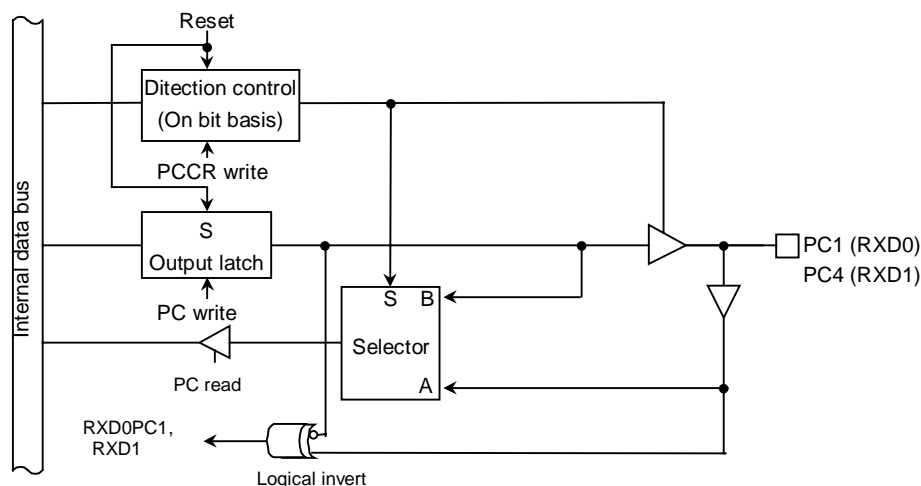 Reset
Ditection control
(On bit basis)
PCCR write
Internal data bus
S
Output latch
PC write
PC1 (RXD0)
PC4 (RXD1)
S B
Selector
A
PC read
RXD0PC1,
RXD1
Logical invert